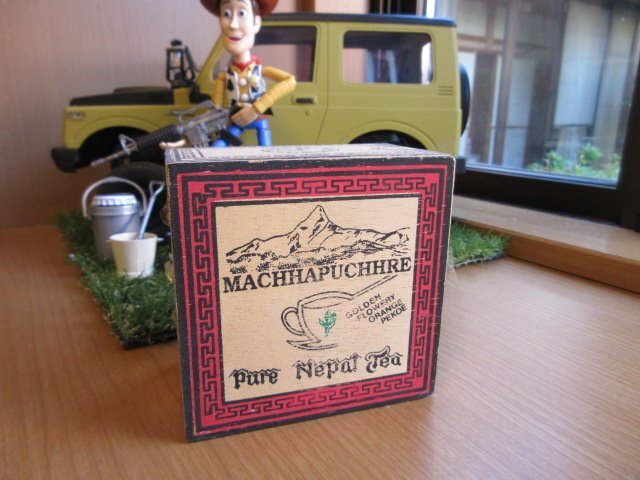 MACHHAPUCHHRE
GOLDEN
FLOWERY
ORANGE
PEKOE
Pure Nepal Tea